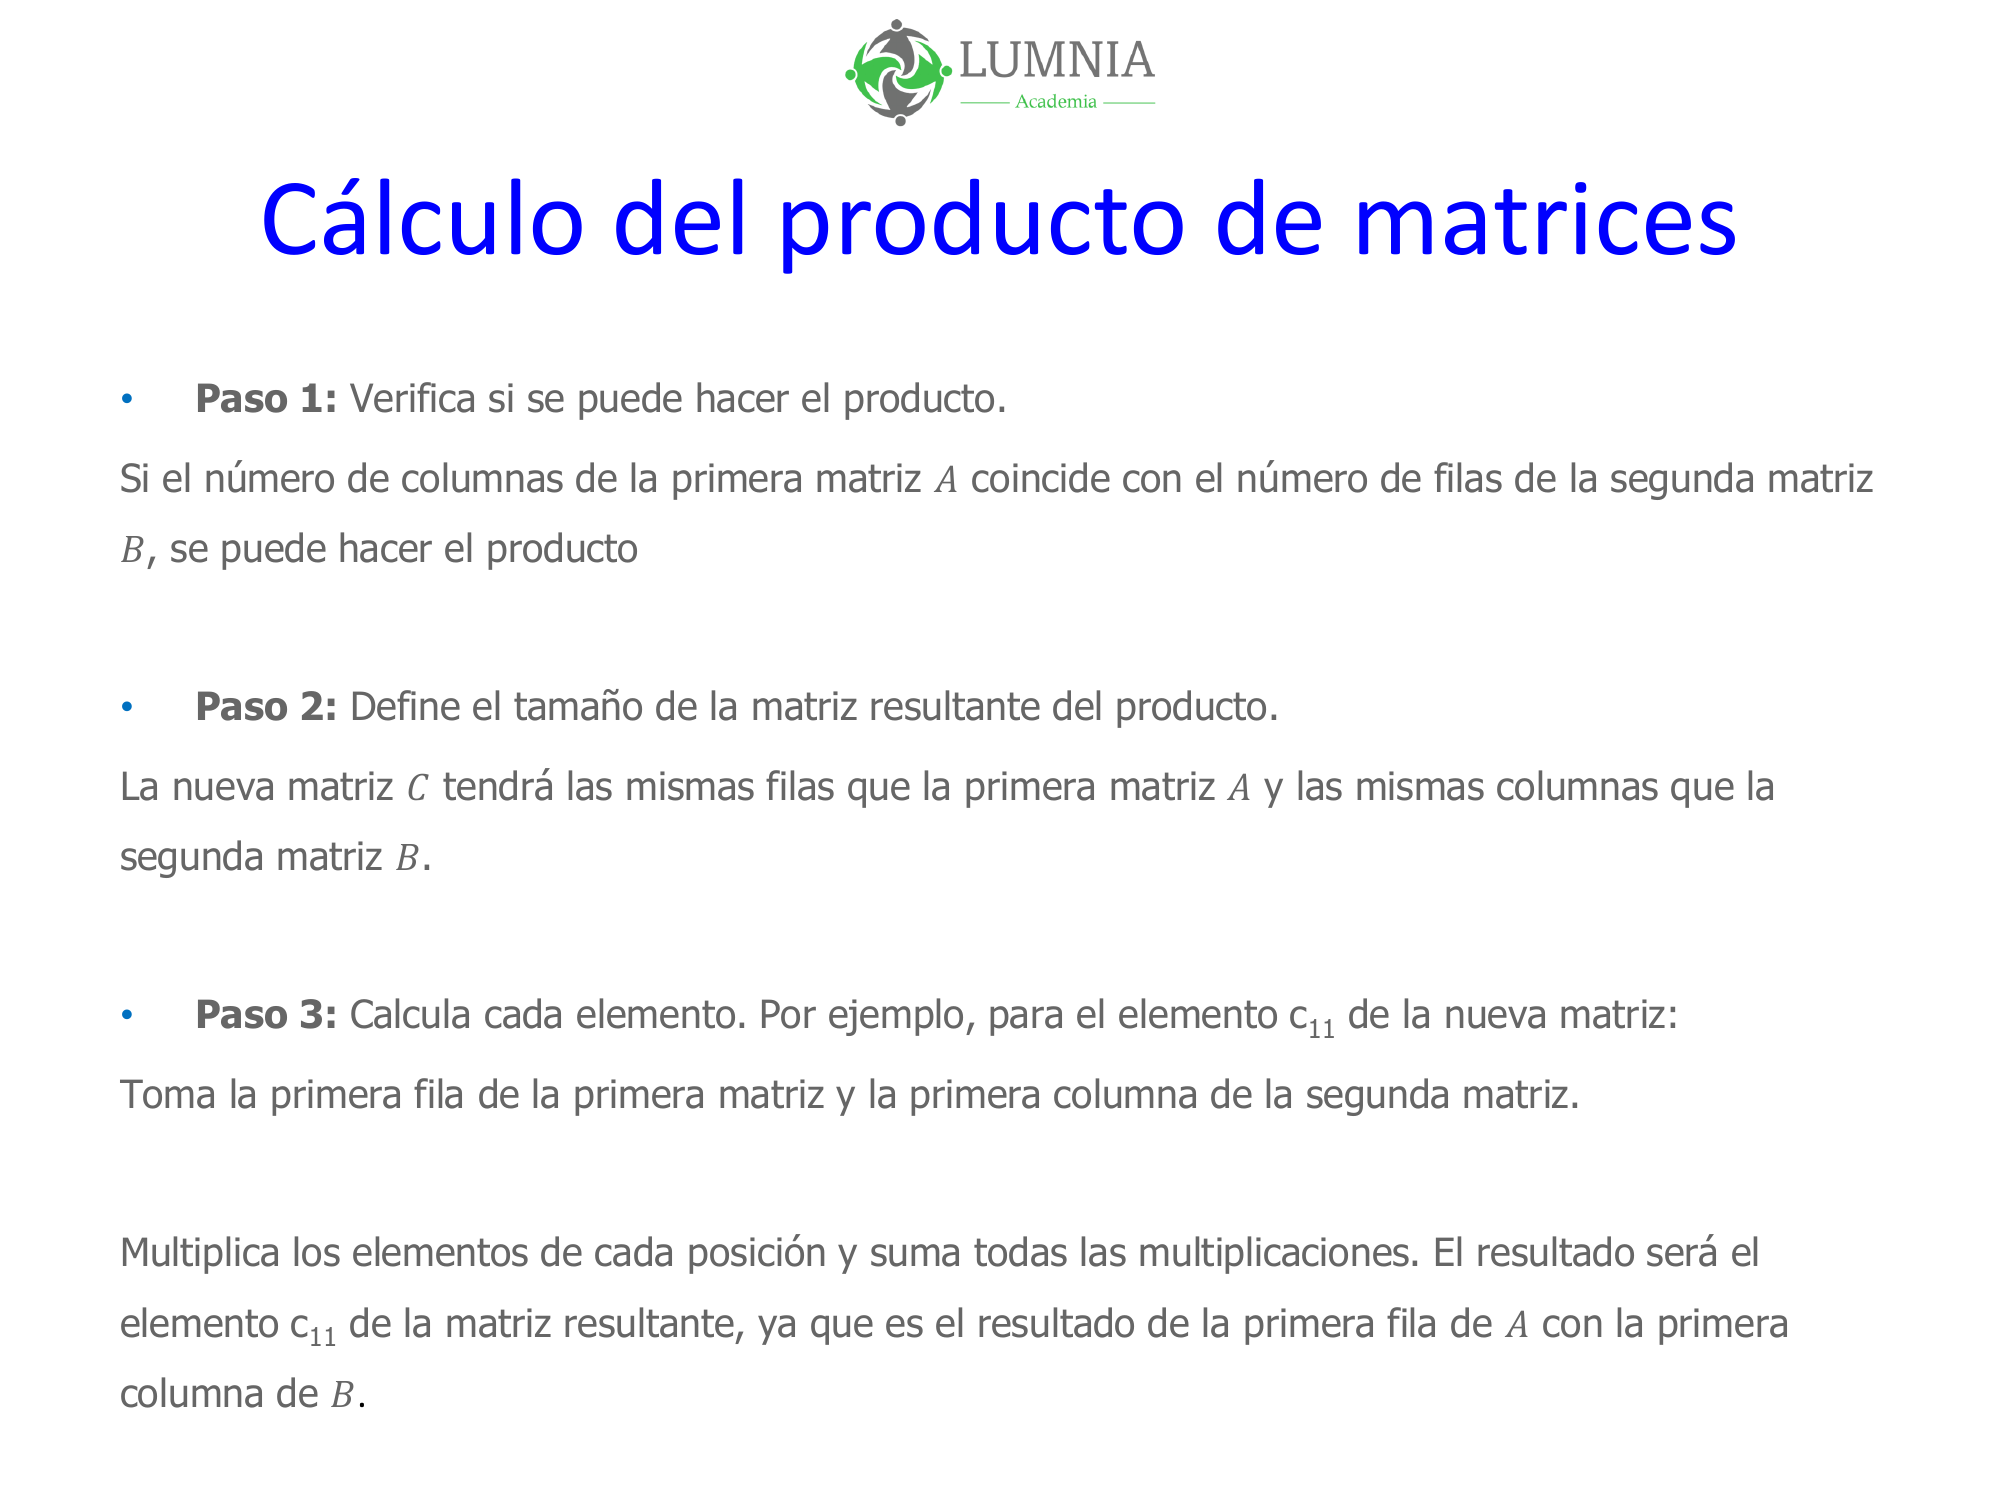 LUMNIA
Academia
Cálculo del producto de matrices
• Paso 1: Verifica si se puede hacer el producto.
Si el número de columnas de la primera matriz A coincide con el número de filas de la segunda matriz
B, se puede hacer el producto
• Paso 2: Define el tamaño de la matriz resultante del producto.
La nueva matriz C tendrá las mismas filas que la primera matriz A y las mismas columnas que la
segunda matriz B.
• Paso 3: Calcula cada elemento. Por ejemplo, para el elemento c₁₁ de la nueva matriz:
Toma la primera fila de la primera matriz y la primera columna de la segunda matriz.
Multiplica los elementos de cada posición y suma todas las multiplicaciones. El resultado será el
elemento c₁₁ de la matriz resultante, ya que es el resultado de la primera fila de A con la primera
columna de B.